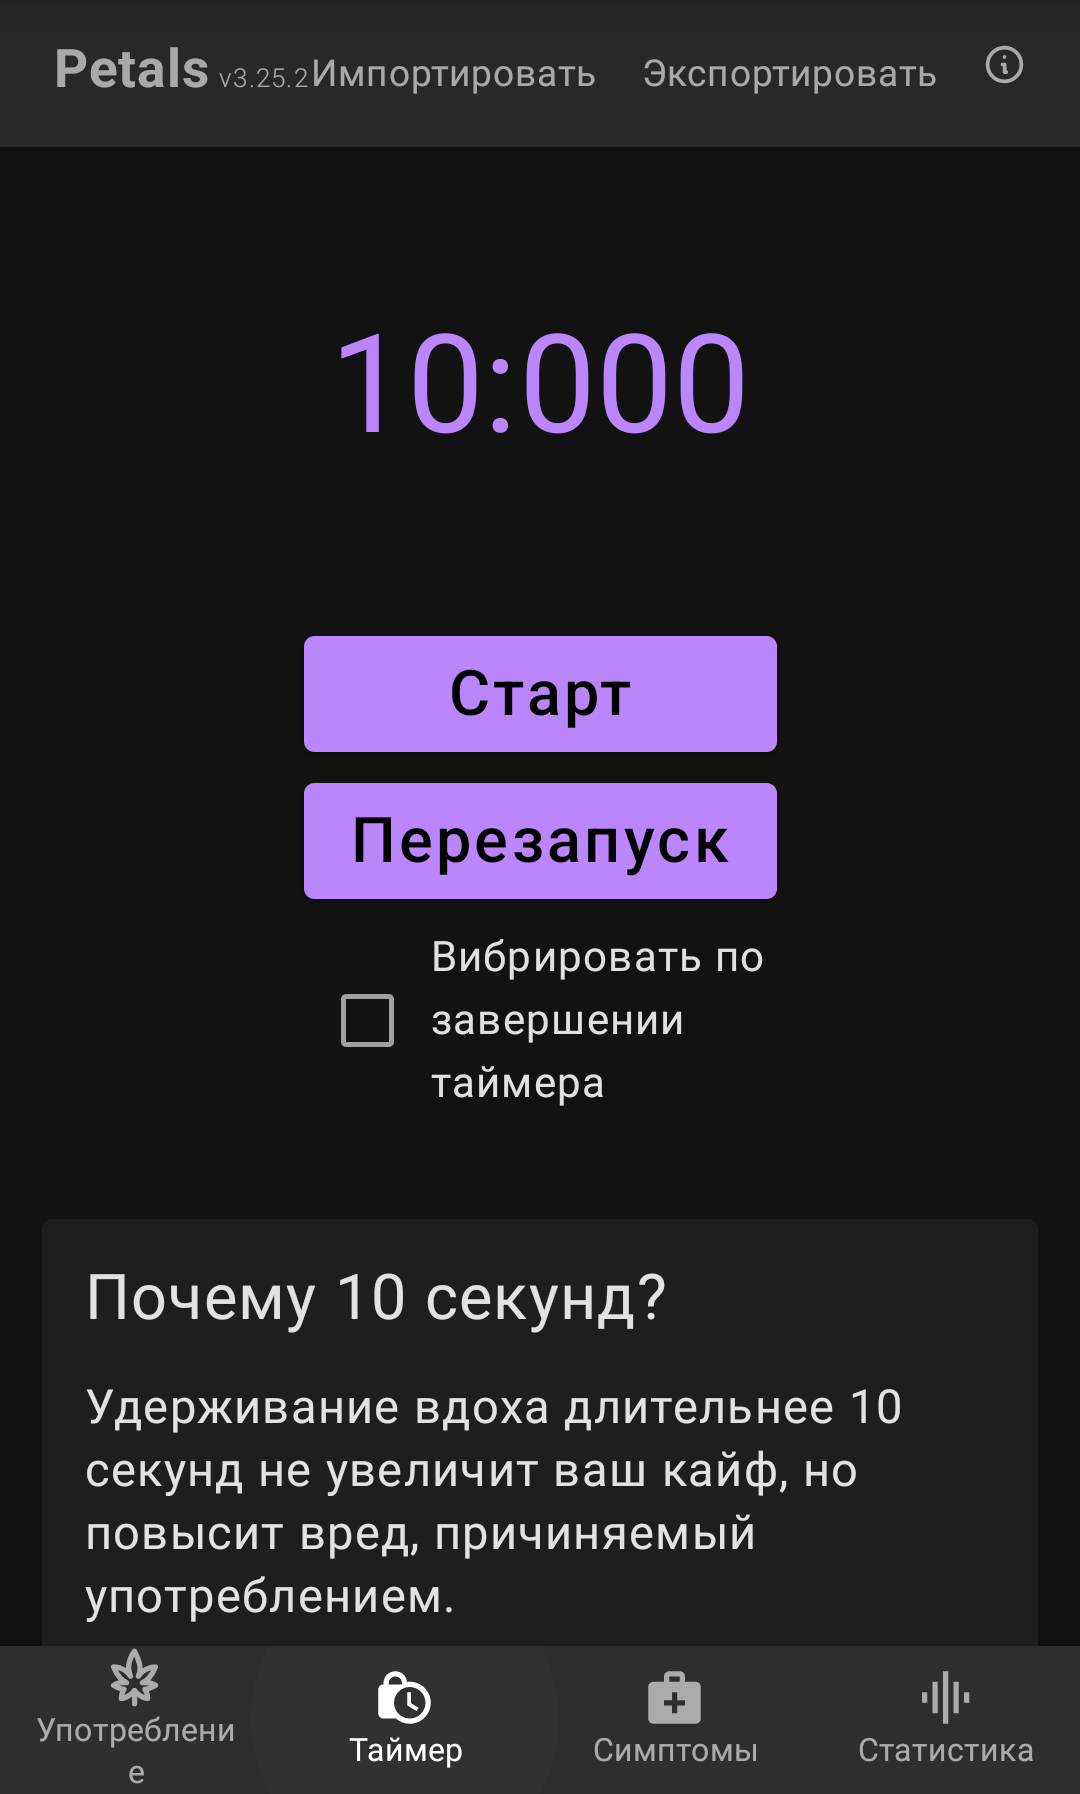 Petals v3.25.2 Импортировать Экспортировать
10:000
Старт
Перезапуск
Вибрировать по
завершении
таймера
Почему 10 секунд?
Удерживание вдоха длительнее 10
секунд не увеличит ваш кайф, но
повысит вред, причиняемый
употреблением.
Употреблени
е
Таймер
Симптомы
Статистика